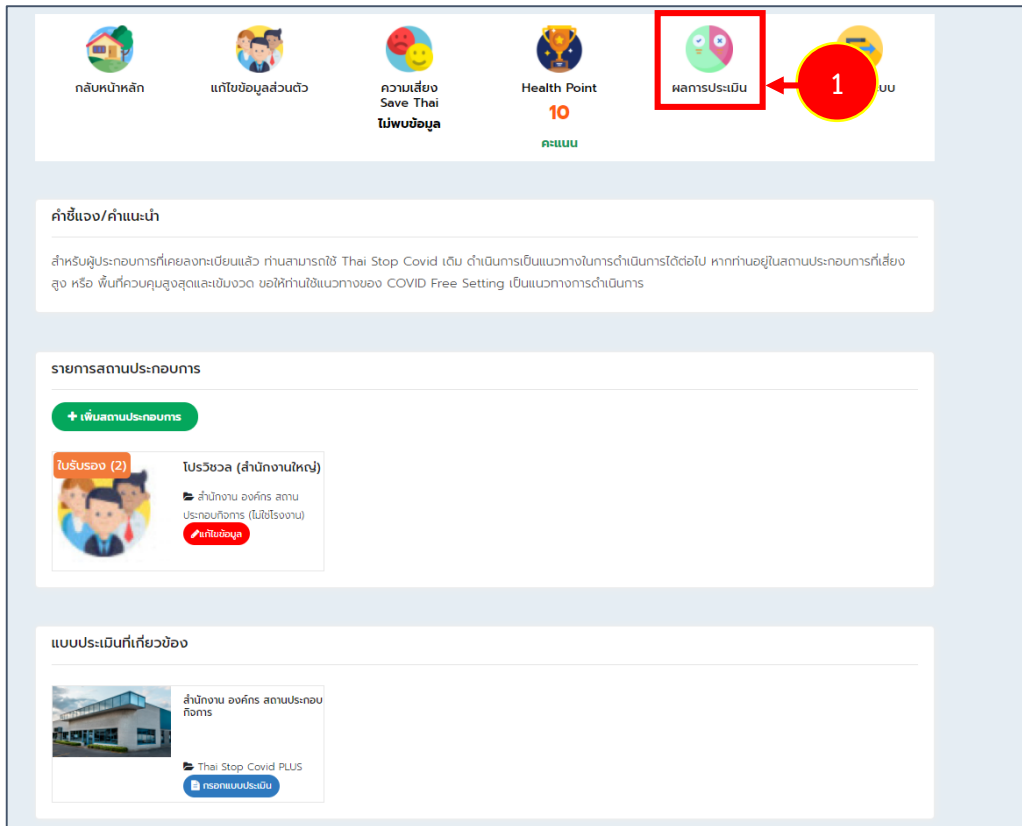 กลับหน้าหลัก
แก้ไขข้อมูลส่วนตัว
ความเสี่ยง
Save Thai
ไม่พบข้อมูล
Health Point
10
คะแนน
ผลการประเมิน
1
คำชี้แจง/คำแนะนำ
สำหรับผู้ประกอบการที่เคยลงทะเบียนแล้ว ท่านสามารถใช้ Thai Stop Covid เดิม ดำเนินการเป็นแนวทางในการดำเนินการได้ต่อไป หากท่านอยู่ในสถานประกอบการที่เสี่ยง
สูง หรือ พื้นที่ควบคุมสูงสุดและเข้มงวด ขอให้ท่านใช้แนวทางของ COVID Free Setting เป็นแนวทางการดำเนินการ
รายการสถานประกอบการ
+ เพิ่มสถานประกอบการ
ใบรับรอง (2)
โปรวิชวล (สำนักงานใหญ่)
สำนักงาน องค์กร สถาน
ประกอบกิจการ (ไม่ใช่โรงงาน)
แก้ไขข้อมูล
แบบประเมินที่เกี่ยวข้อง
สำนักงาน องค์กร สถานประกอบ
กิจการ
Thai Stop Covid PLUS
กรอกแบบประเมิน